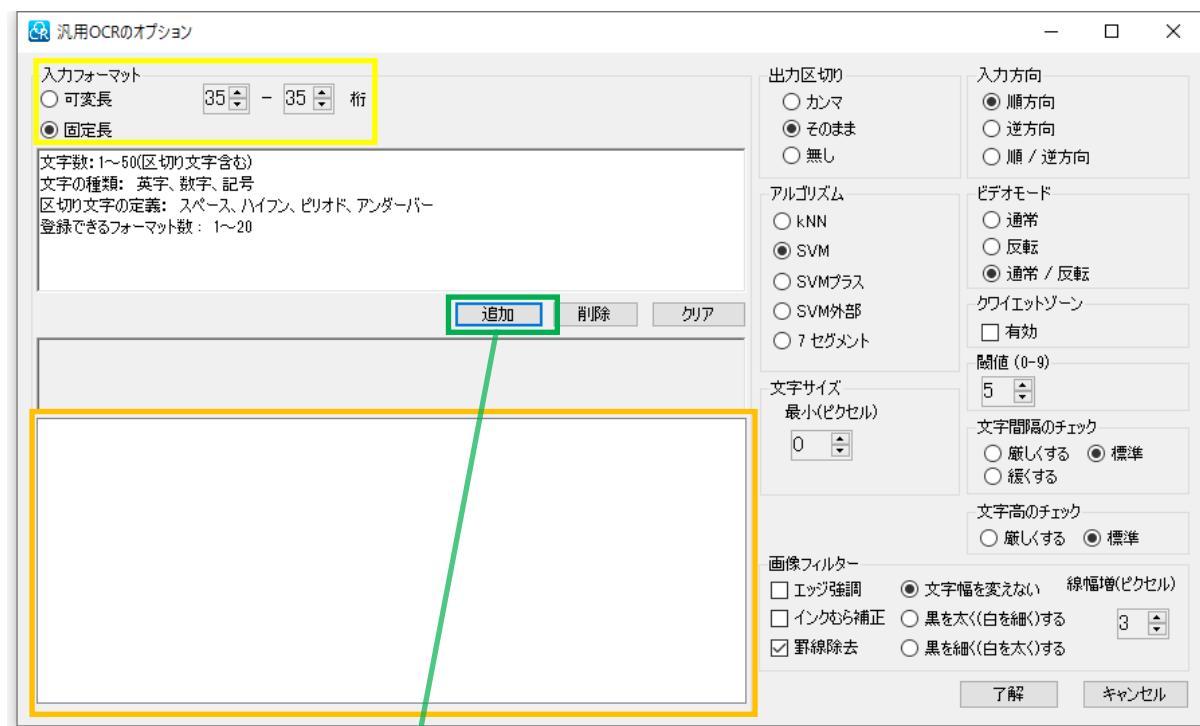 汎用OCRのオプション
入力フォーマット
可変長 35 - 35 桁
固定長
文字数:1～50(区切り文字含む)
文字の種類: 英字、数字、記号
区切り文字の定義: スペース、ハイフン、ピリオド、アンダーバー
登録できるフォーマット数: 1～20
追加 削除 クリア
出力区切り
カンマ
そのまま
無し
アルゴリズム
kNN
SVM
SVMプラス
SVM外部
7 セグメント
文字サイズ
最小(ピクセル)
0
入力方向
順方向
逆方向
順 / 逆方向
ビデオモード
通常
反転
通常 / 反転
クワイエットゾーン
有効
閾値 (0-9)
5
文字間隔のチェック
厳しくする 標準
緩くする
文字高のチェック
厳しくする 標準
画像フィルター
エッジ強調 文字幅を変えない 線幅増(ピクセル)
インクむら補正 黒を太く(白を細く)する 3
罫線除去 黒を細く(白を太く)する
了解 キャンセル